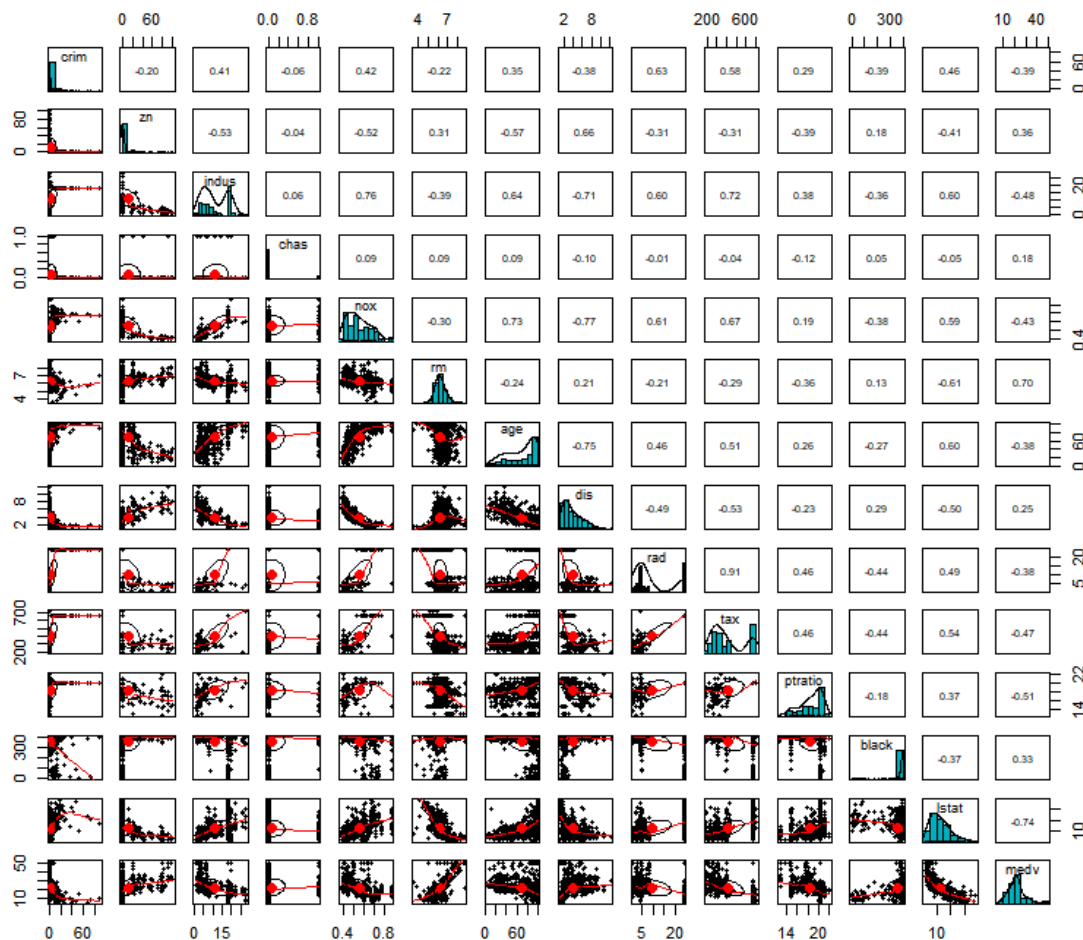 0 60 0.0 0.8 4 7 2 8 200 600 0 300 10 40
crim -0.20 0.41 -0.06 0.42 -0.22 0.35 -0.38 0.63 0.58 0.29 -0.39 0.46 -0.39 0 60
0 80 zn -0.53 -0.04 -0.52 0.31 -0.57 0.66 -0.31 -0.31 -0.39 0.18 -0.41 0.36
indus 0.06 0.76 -0.39 0.64 -0.71 0.60 0.72 0.38 -0.36 0.60 -0.48 0 20
0.0 1.0 chas 0.09 0.09 0.09 -0.10 -0.01 -0.04 -0.12 0.05 -0.05 0.18
nox -0.30 0.73 -0.77 0.61 0.67 0.19 -0.38 0.59 -0.43 0.4
4 7 rm -0.24 0.21 -0.21 -0.29 -0.36 0.13 -0.61 0.70
age -0.75 0.46 0.51 0.26 -0.27 0.60 -0.38 0 60
2 8 dis -0.49 -0.53 -0.23 0.29 -0.50 0.25
rad 0.91 0.46 -0.44 0.49 -0.38 5 20
200 700 tax 0.46 -0.44 0.54 -0.47
ptratio -0.18 0.37 -0.51 14 22
0 300 black -0.37 0.33
lstat -0.74 10
10 50 medv
0 60 0 15 0.4 0.8 0 60 5 20 14 20 10